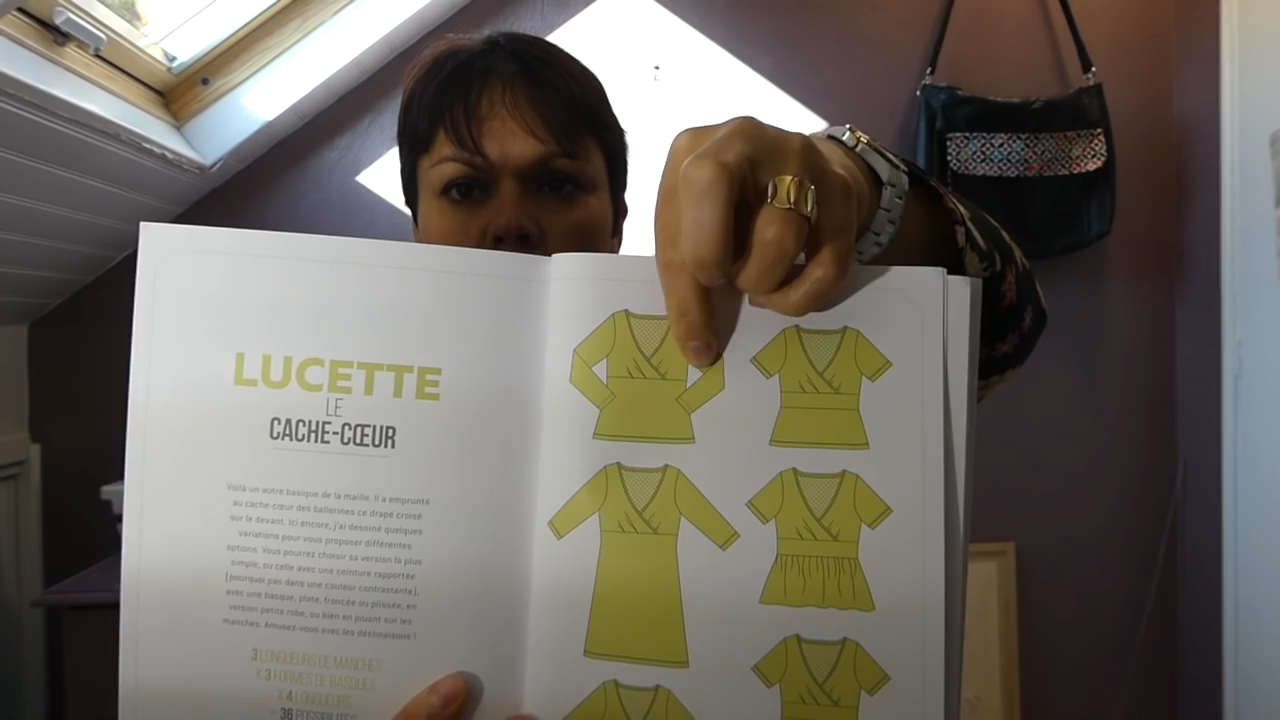 LUCETTE
LE
CACHE-CŒUR
Voilà un autre basique de la maille. Il a emprunté
au cache-cœur des ballerines ce drapé croisé
sur le devant. Ici encore, j'ai dessiné quelques
variations pour vous proposer différentes
options. Vous pourrez choisir sa version la plus
simple, ou celle avec une ceinture rapportée
(pourquoi pas dans une couleur contrastante),
avec une basque, plate, froncée ou plissée, en
version petite robe, ou bien en jouant sur les
manches. Amusez-vous avec les déclinaisons !
3 LONGUEURS DE MANCHES
X 3 FORMES DE BASQUES
X 4 LONGUEURS
= 36 POSSIBILITÉS